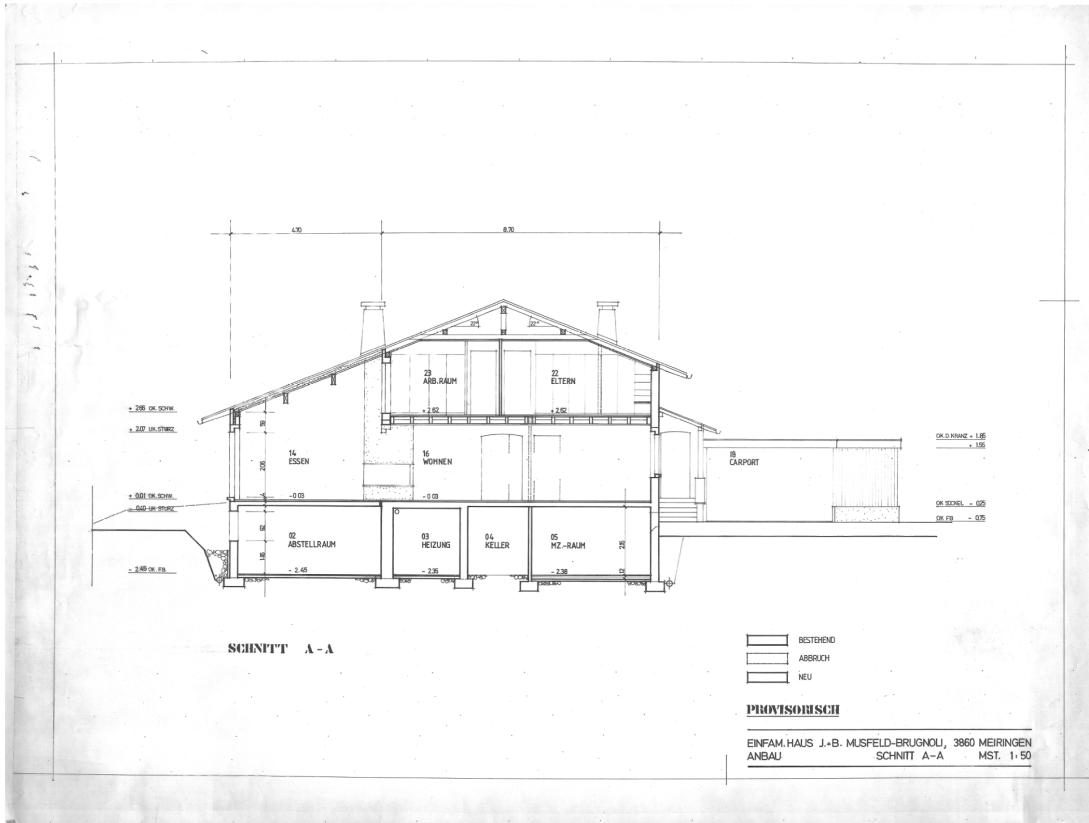 4.70 8.70
22° 22°
23
ARB.RAUM
22
ELTERN
+ 2.62 + 2.62
OK. SCHW.
+ 2.07 UK. STURZ
14
ESSEN
16
WOHNEN
18
CARPORT
OK. D. KRANZ + 1.85
+ 1.55
2.06
- 0.03 - 0.03
+ 0.01 OK. SCHW.
- 0.40 UK. STURZ
OK SOCKEL - 0.25
OK. FB - 0.75
02
ABSTELLRAUM
03
HEIZUNG
04
KELLER
05
MZ.-RAUM
2.15
12
- 2.45 - 2.35 - 2.38
OK. F.B.
SCHNITT A-A
BESTEHEND
ABBRUCH
NEU
PROVISORISCH
EINFAM. HAUS J.+B. MUSFELD-BRUGNOLI, 3860 MEIRINGEN
ANBAU SCHNITT A-A MST. 1:50